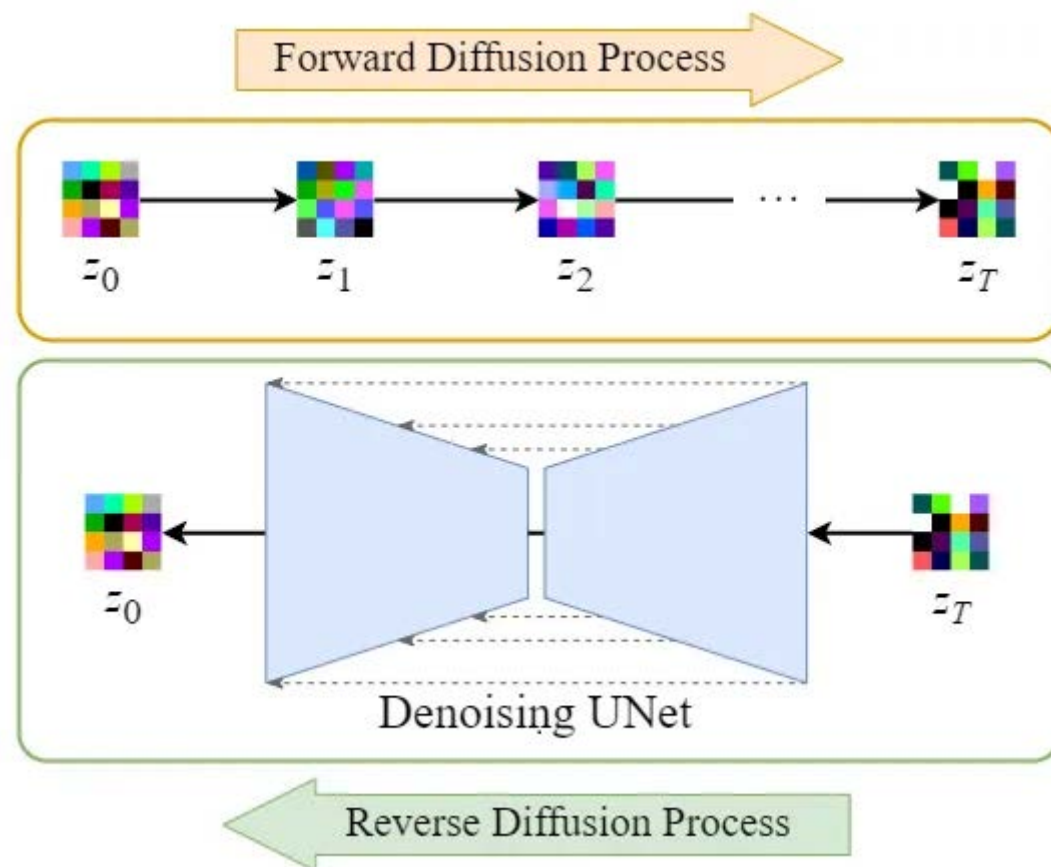 Forward Diffusion Process
z0 z1 z2 ... zT
z0 zT
Denoising UNet
Reverse Diffusion Process